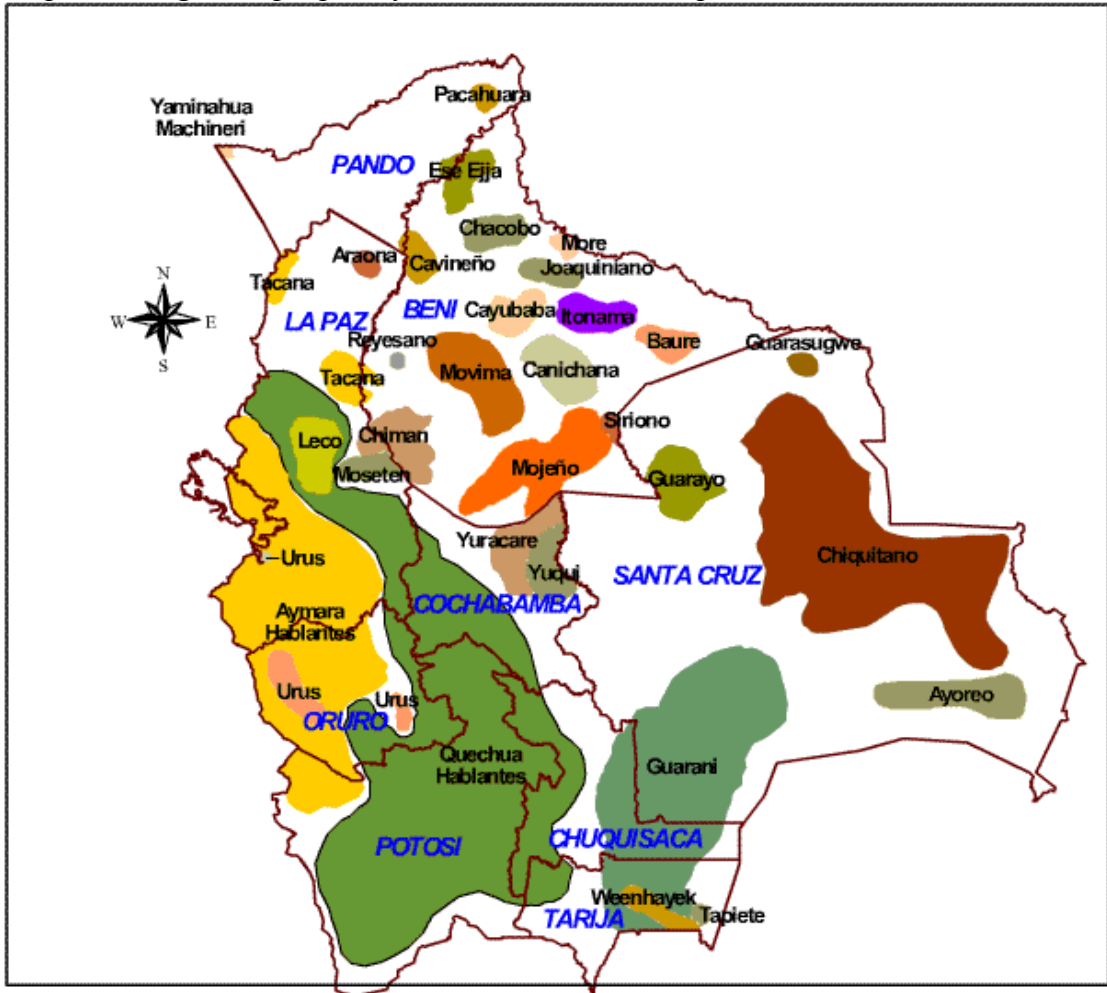 Pacahuara
Yaminahua
Machineri
PANDO
Ese Ejja
Chacobo
More
Araona
Cavineño
Joaquiniano
Tacana
N
W
E
S
LA PAZ
BENI
Cayubaba
Itonama
Reyesano
Baure
Guarasugwe
Tacana
Movima
Canichana
Siriono
Leco
Chiman
Moseten
Mojeño
Guarayo
Yuracare
Urus
Yuqui
SANTA CRUZ
Chiquitano
COCHABAMBA
Aymara
Hablantes
Urus
Urus
ORURO
Ayoreo
Quechua
Hablantes
Guarani
POTOSI
CHUQUISACA
Weenhayek
TARIJA
Tapiete